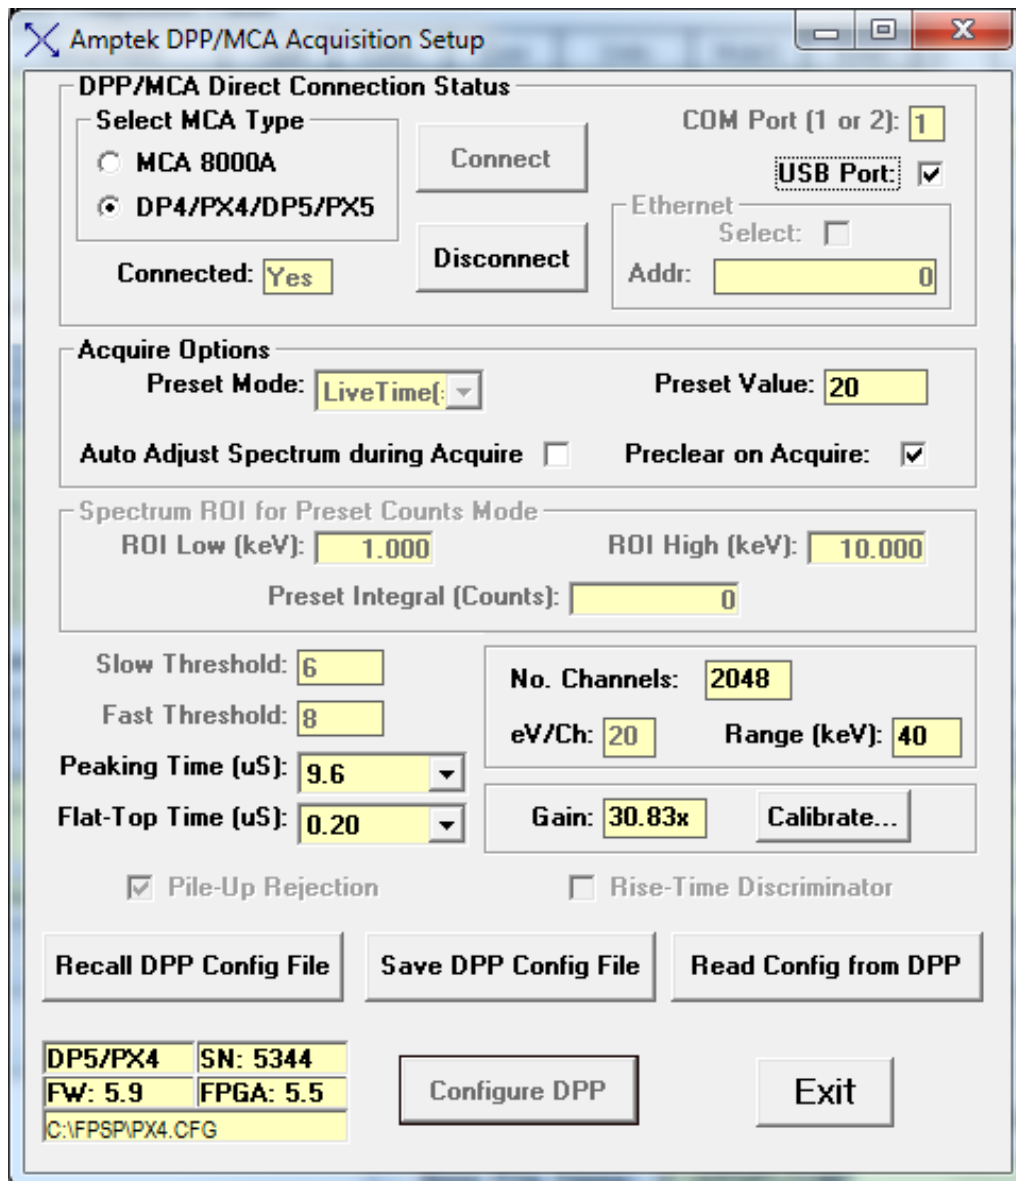 Amptek DPP/MCA Acquisition Setup
DPP/MCA Direct Connection Status
Select MCA Type
MCA 8000A
DP4/PX4/DP5/PX5
Connected: Yes
Connect
Disconnect
COM Port (1 or 2): 1
USB Port:
Ethernet
Select:
Addr: 0
Acquire Options
Preset Mode: LiveTime(
Preset Value: 20
Auto Adjust Spectrum during Acquire
Preclear on Acquire:
Spectrum ROI for Preset Counts Mode
ROI Low (keV): 1.000
ROI High (keV): 10.000
Preset Integral (Counts): 0
Slow Threshold: 6
Fast Threshold: 8
Peaking Time (uS): 9.6
Flat-Top Time (uS): 0.20
No. Channels: 2048
eV/Ch: 20
Range (keV): 40
Gain: 30.83x
Calibrate...
Pile-Up Rejection
Rise-Time Discriminator
Recall DPP Config File
Save DPP Config File
Read Config from DPP
DP5/PX4
SN: 5344
FW: 5.9
FPGA: 5.5
C:\FPSP\PX4.CFG
Configure DPP
Exit